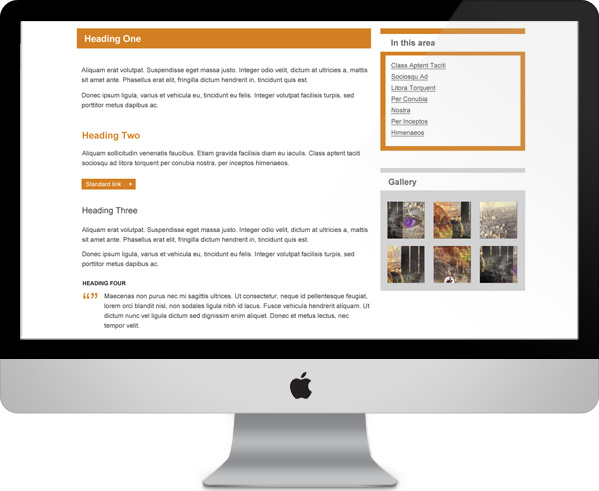 Heading One
Aliquam erat volutpat. Suspendisse eget massa justo. Integer odio velit, dictum at ultricies a, mattis
sit amet ante. Phasellus erat elit, fringilla dictum hendrerit in, tincidunt quis est.
Donec ipsum ligula, varius et vehicula eu, tincidunt eu felis. Integer volutpat facilisis turpis, sed
porttitor metus dapibus ac.
Heading Two
Aliquam sollicitudin venenatis faucibus. Etiam gravida facilisis diam eu iaculis. Class aptent taciti
sociosqu ad litora torquent per conubia nostra, per inceptos himenaeos.
Standard link
Heading Three
Aliquam erat volutpat. Suspendisse eget massa justo. Integer odio velit, dictum at ultricies a, mattis
sit amet ante. Phasellus erat elit, fringilla dictum hendrerit in, tincidunt quis est.
Donec ipsum ligula, varius et vehicula eu, tincidunt eu felis. Integer volutpat facilisis turpis, sed
porttitor metus dapibus ac.
HEADING FOUR
Maecenas non purus nec mi sagittis ultrices. Ut consectetur, neque id pellentesque feugiat,
lorem orci blandit nisl, non sodales ligula nibh id lacus. Fusce vehicula hendrerit aliquam. Ut
dictum nunc vel ligula dictum sed dignissim enim aliquet. Donec et metus lectus, nec
tempor velit.
In this area
Class Aptent Taciti
Sociosqu Ad
Litora Torquent
Per Conubia
Nostra
Per Inceptos
Himenaeos
Gallery